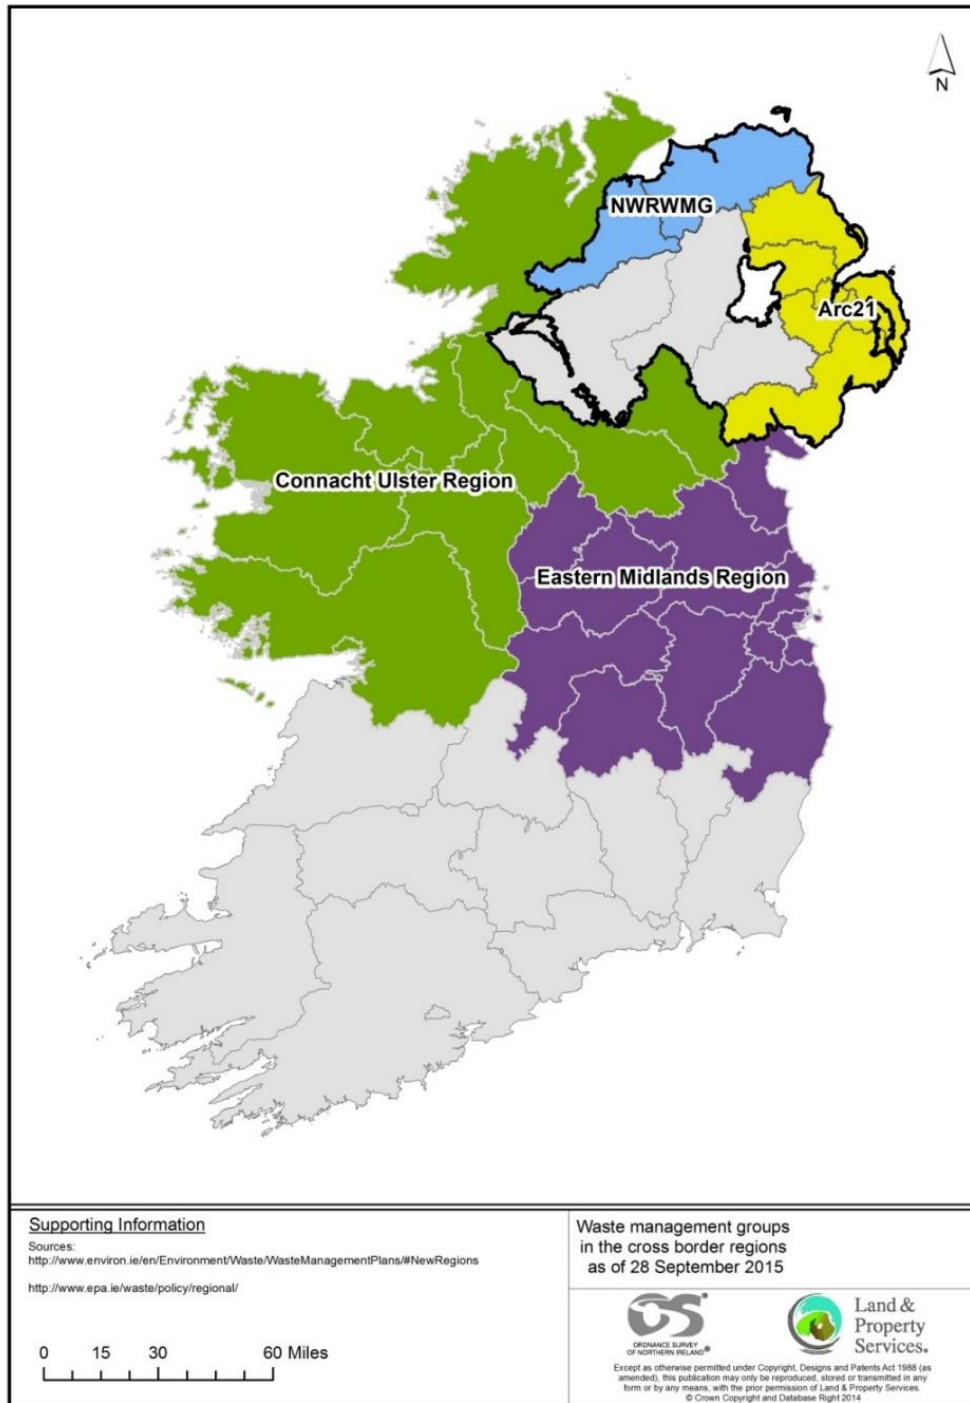 N
NWRWMG
Arc21
Connacht Ulster Region
Eastern Midlands Region
Supporting Information
Sources:
http://www.environ.ie/en/Environment/Waste/WasteManagementPlans/#NewRegions
http://www.epa.ie/waste/policy/regional/
0 15 30 60 Miles
Waste management groups
in the cross border regions
as of 28 September 2015
OS
ORDNANCE SURVEY
OF NORTHERN IRELAND®
Land &
Property
Services.
Except as otherwise permitted under Copyright, Designs and Patents Act 1988 (as
amended), this publication may only be reproduced, stored or transmitted in any
form or by any means, with the prior permission of Land & Property Services.
© Crown Copyright and Database Right 2014